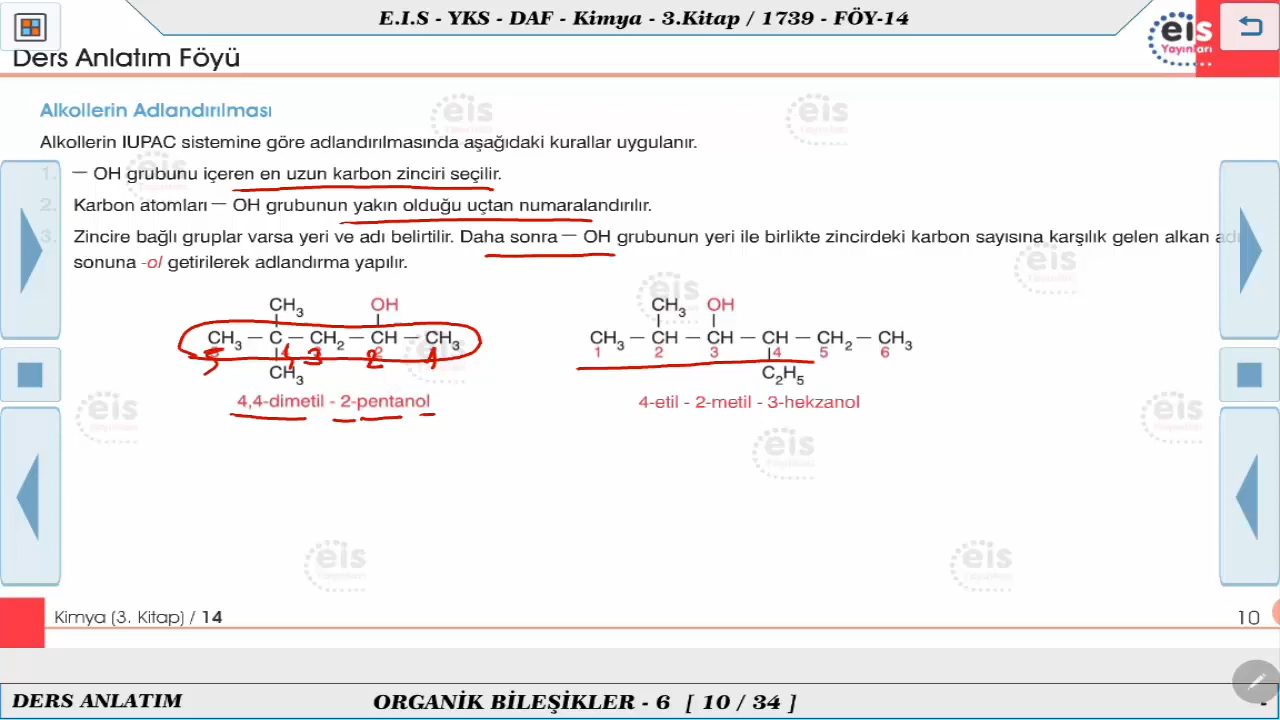 E.I.S - YKS - DAF - Kimya - 3.Kitap / 1739 - FÖY-14
eis
Yayınları
Ders Anlatım Föyü
Alkollerin Adlandırılması
Alkollerin IUPAC sistemine göre adlandırılmasında aşağıdaki kurallar uygulanır.
1. — OH grubunu içeren en uzun karbon zinciri seçilir.
2. Karbon atomları — OH grubunun yakın olduğu uçtan numaralandırılır.
3. Zincire bağlı gruplar varsa yeri ve adı belirtilir. Daha sonra — OH grubunun yeri ile birlikte zincirdeki karbon sayısına karşılık gelen alkan adı
sonuna -ol getirilerek adlandırma yapılır.
CH₃ OH
CH₃ — C — CH₂ — CH — CH₃
5 4 3 2 1
CH₃
4,4-dimetil - 2-pentanol
CH₃ OH
CH₃ — CH — CH — CH — CH₂ — CH₃
1 2 3 4 5 6
C₂H₅
4-etil - 2-metil - 3-hekzanol
Kimya (3. Kitap) / 14
10
DERS ANLATIM
ORGANİK BİLEŞİKLER - 6 [ 10 / 34 ]
-